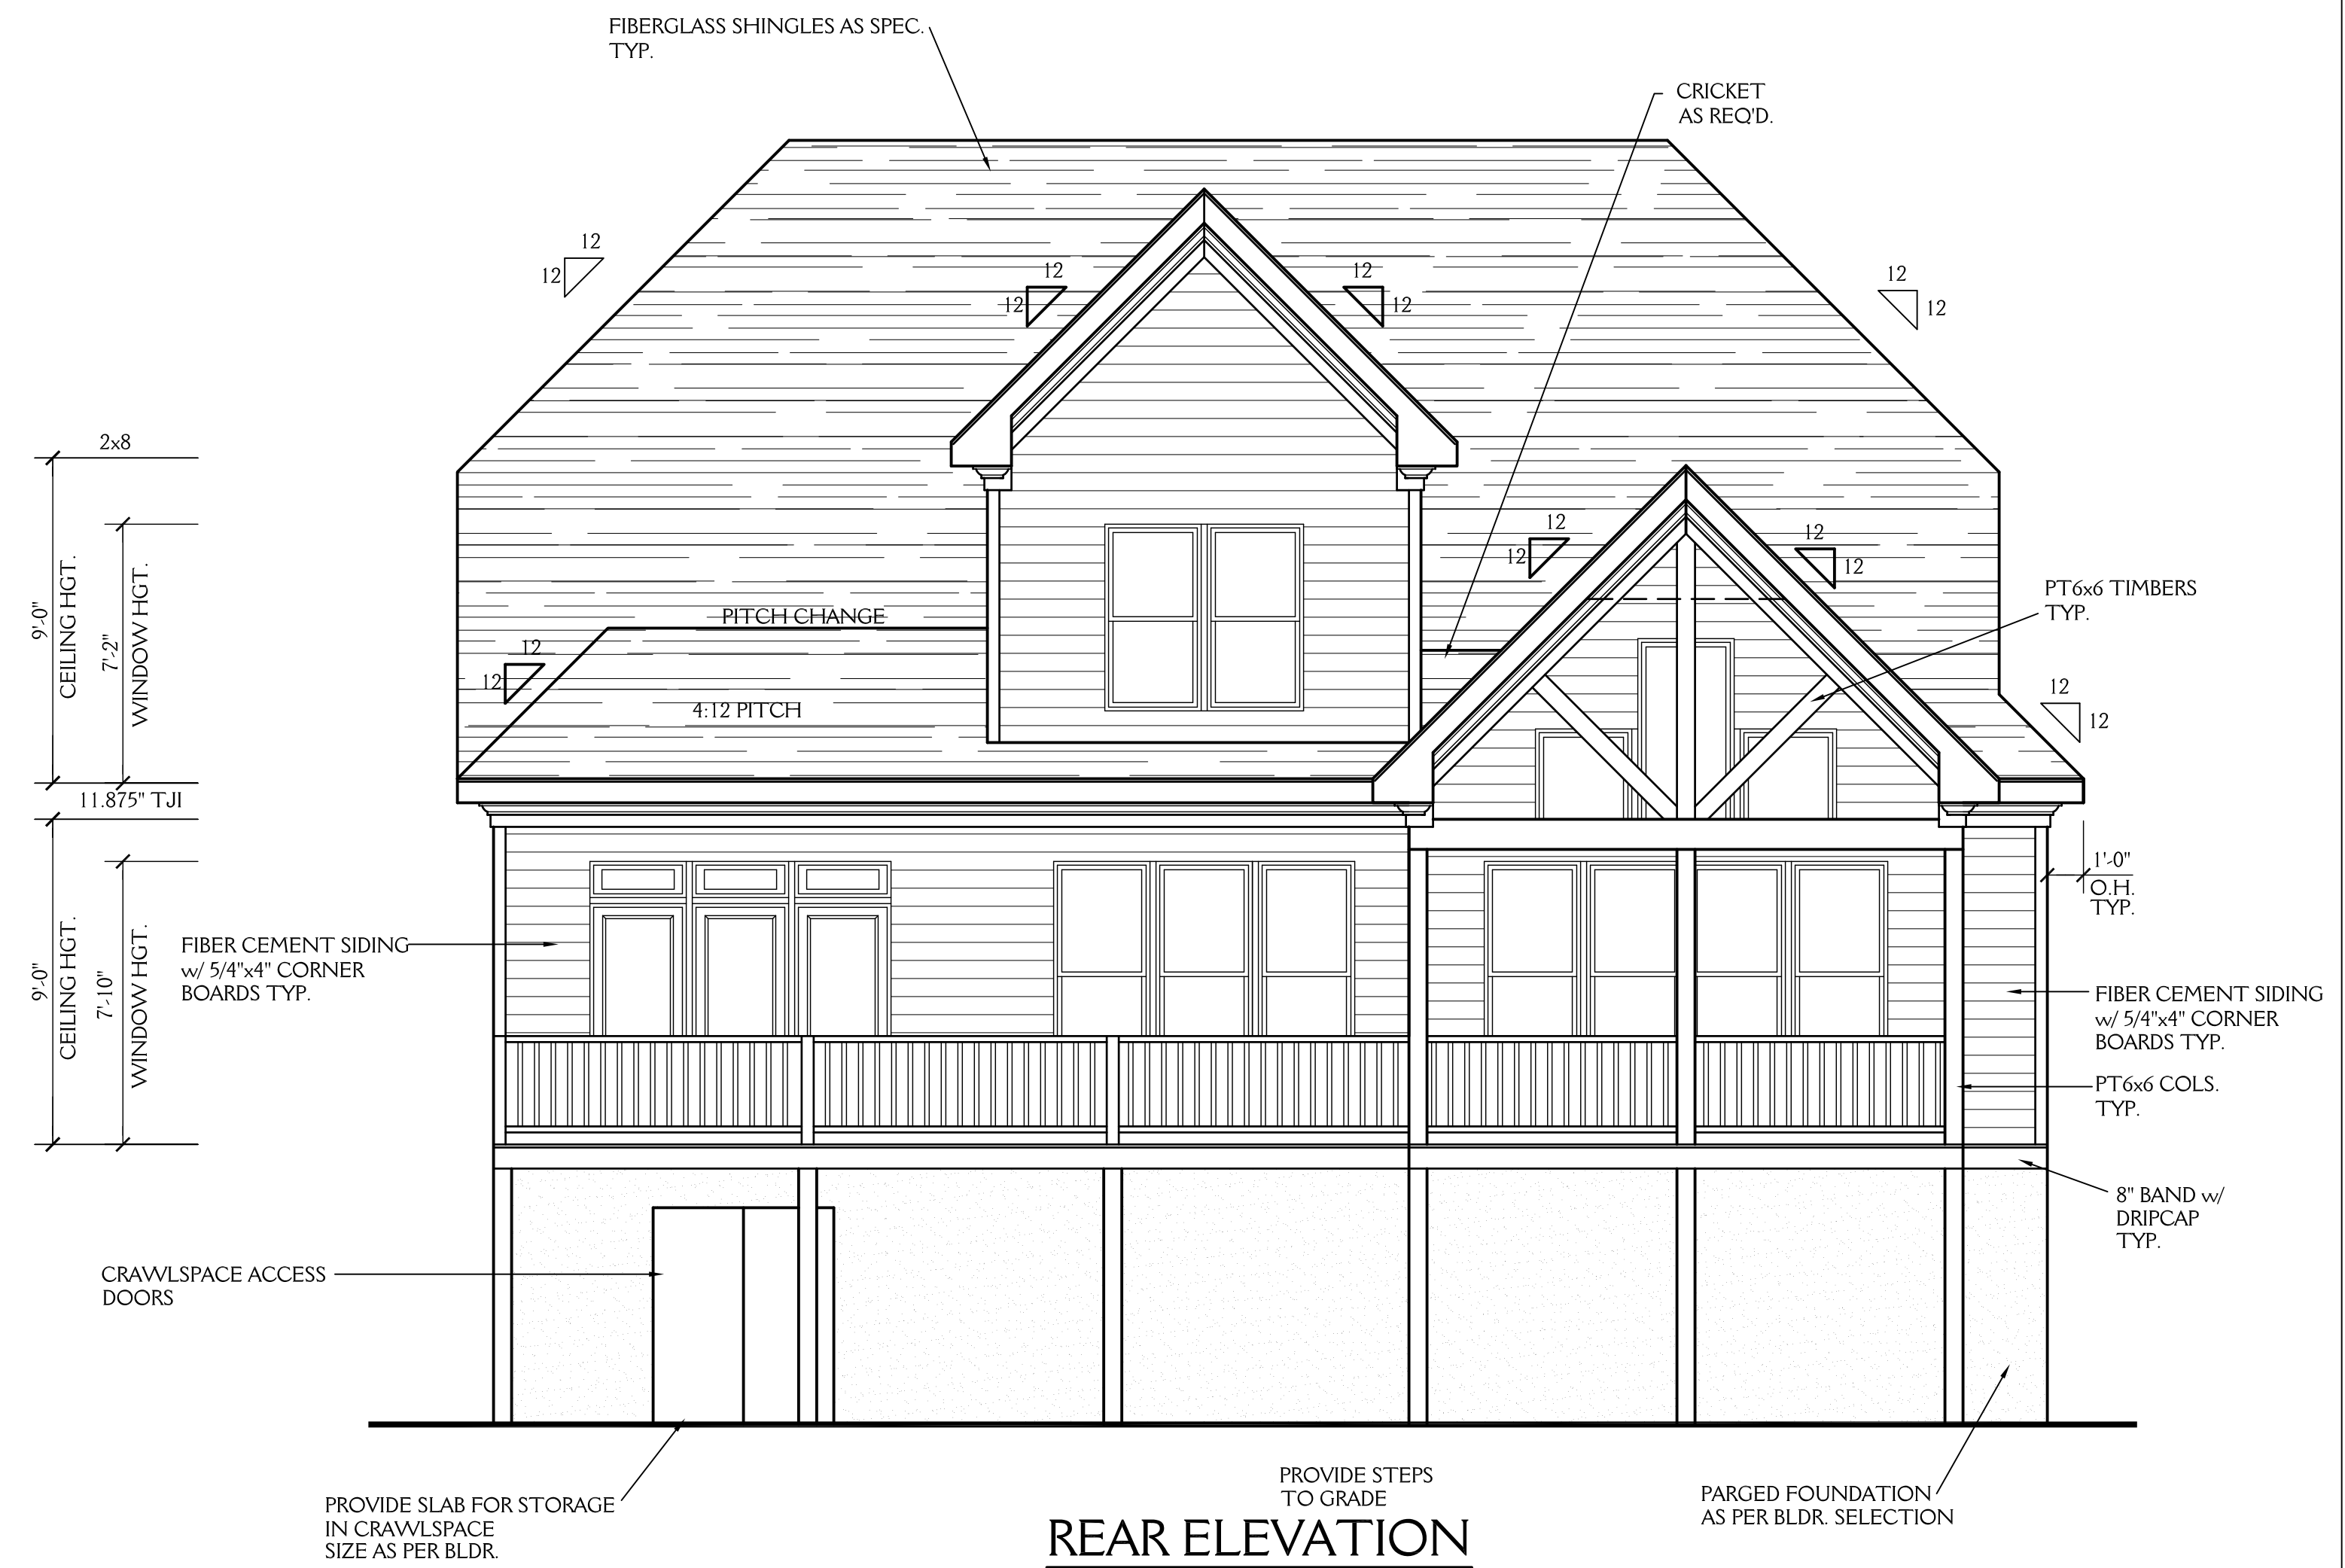 FIBERGLASS SHINGLES AS SPEC.
TYP.
CRICKET
AS REQ'D.
12
12
12
12
12
12
12
12
2x8
9'-0"
CEILING HGT.
7'-2"
WINDOW HGT.
12
12
12
12
PT6x6 TIMBERS
TYP.
PITCH CHANGE
12
12
4:12 PITCH
12
12
11.875" TJI
9'-0"
CEILING HGT.
7'-10"
WINDOW HGT.
1'-0"
O.H.
TYP.
FIBER CEMENT SIDING
w/ 5/4"x4" CORNER
BOARDS TYP.
FIBER CEMENT SIDING
w/ 5/4"x4" CORNER
BOARDS TYP.
PT6x6 COLS.
TYP.
8" BAND w/
DRIPCAP
TYP.
CRAWLSPACE ACCESS
DOORS
PROVIDE SLAB FOR STORAGE
IN CRAWLSPACE
SIZE AS PER BLDR.
PROVIDE STEPS
TO GRADE
PARGED FOUNDATION
AS PER BLDR. SELECTION
REAR ELEVATION